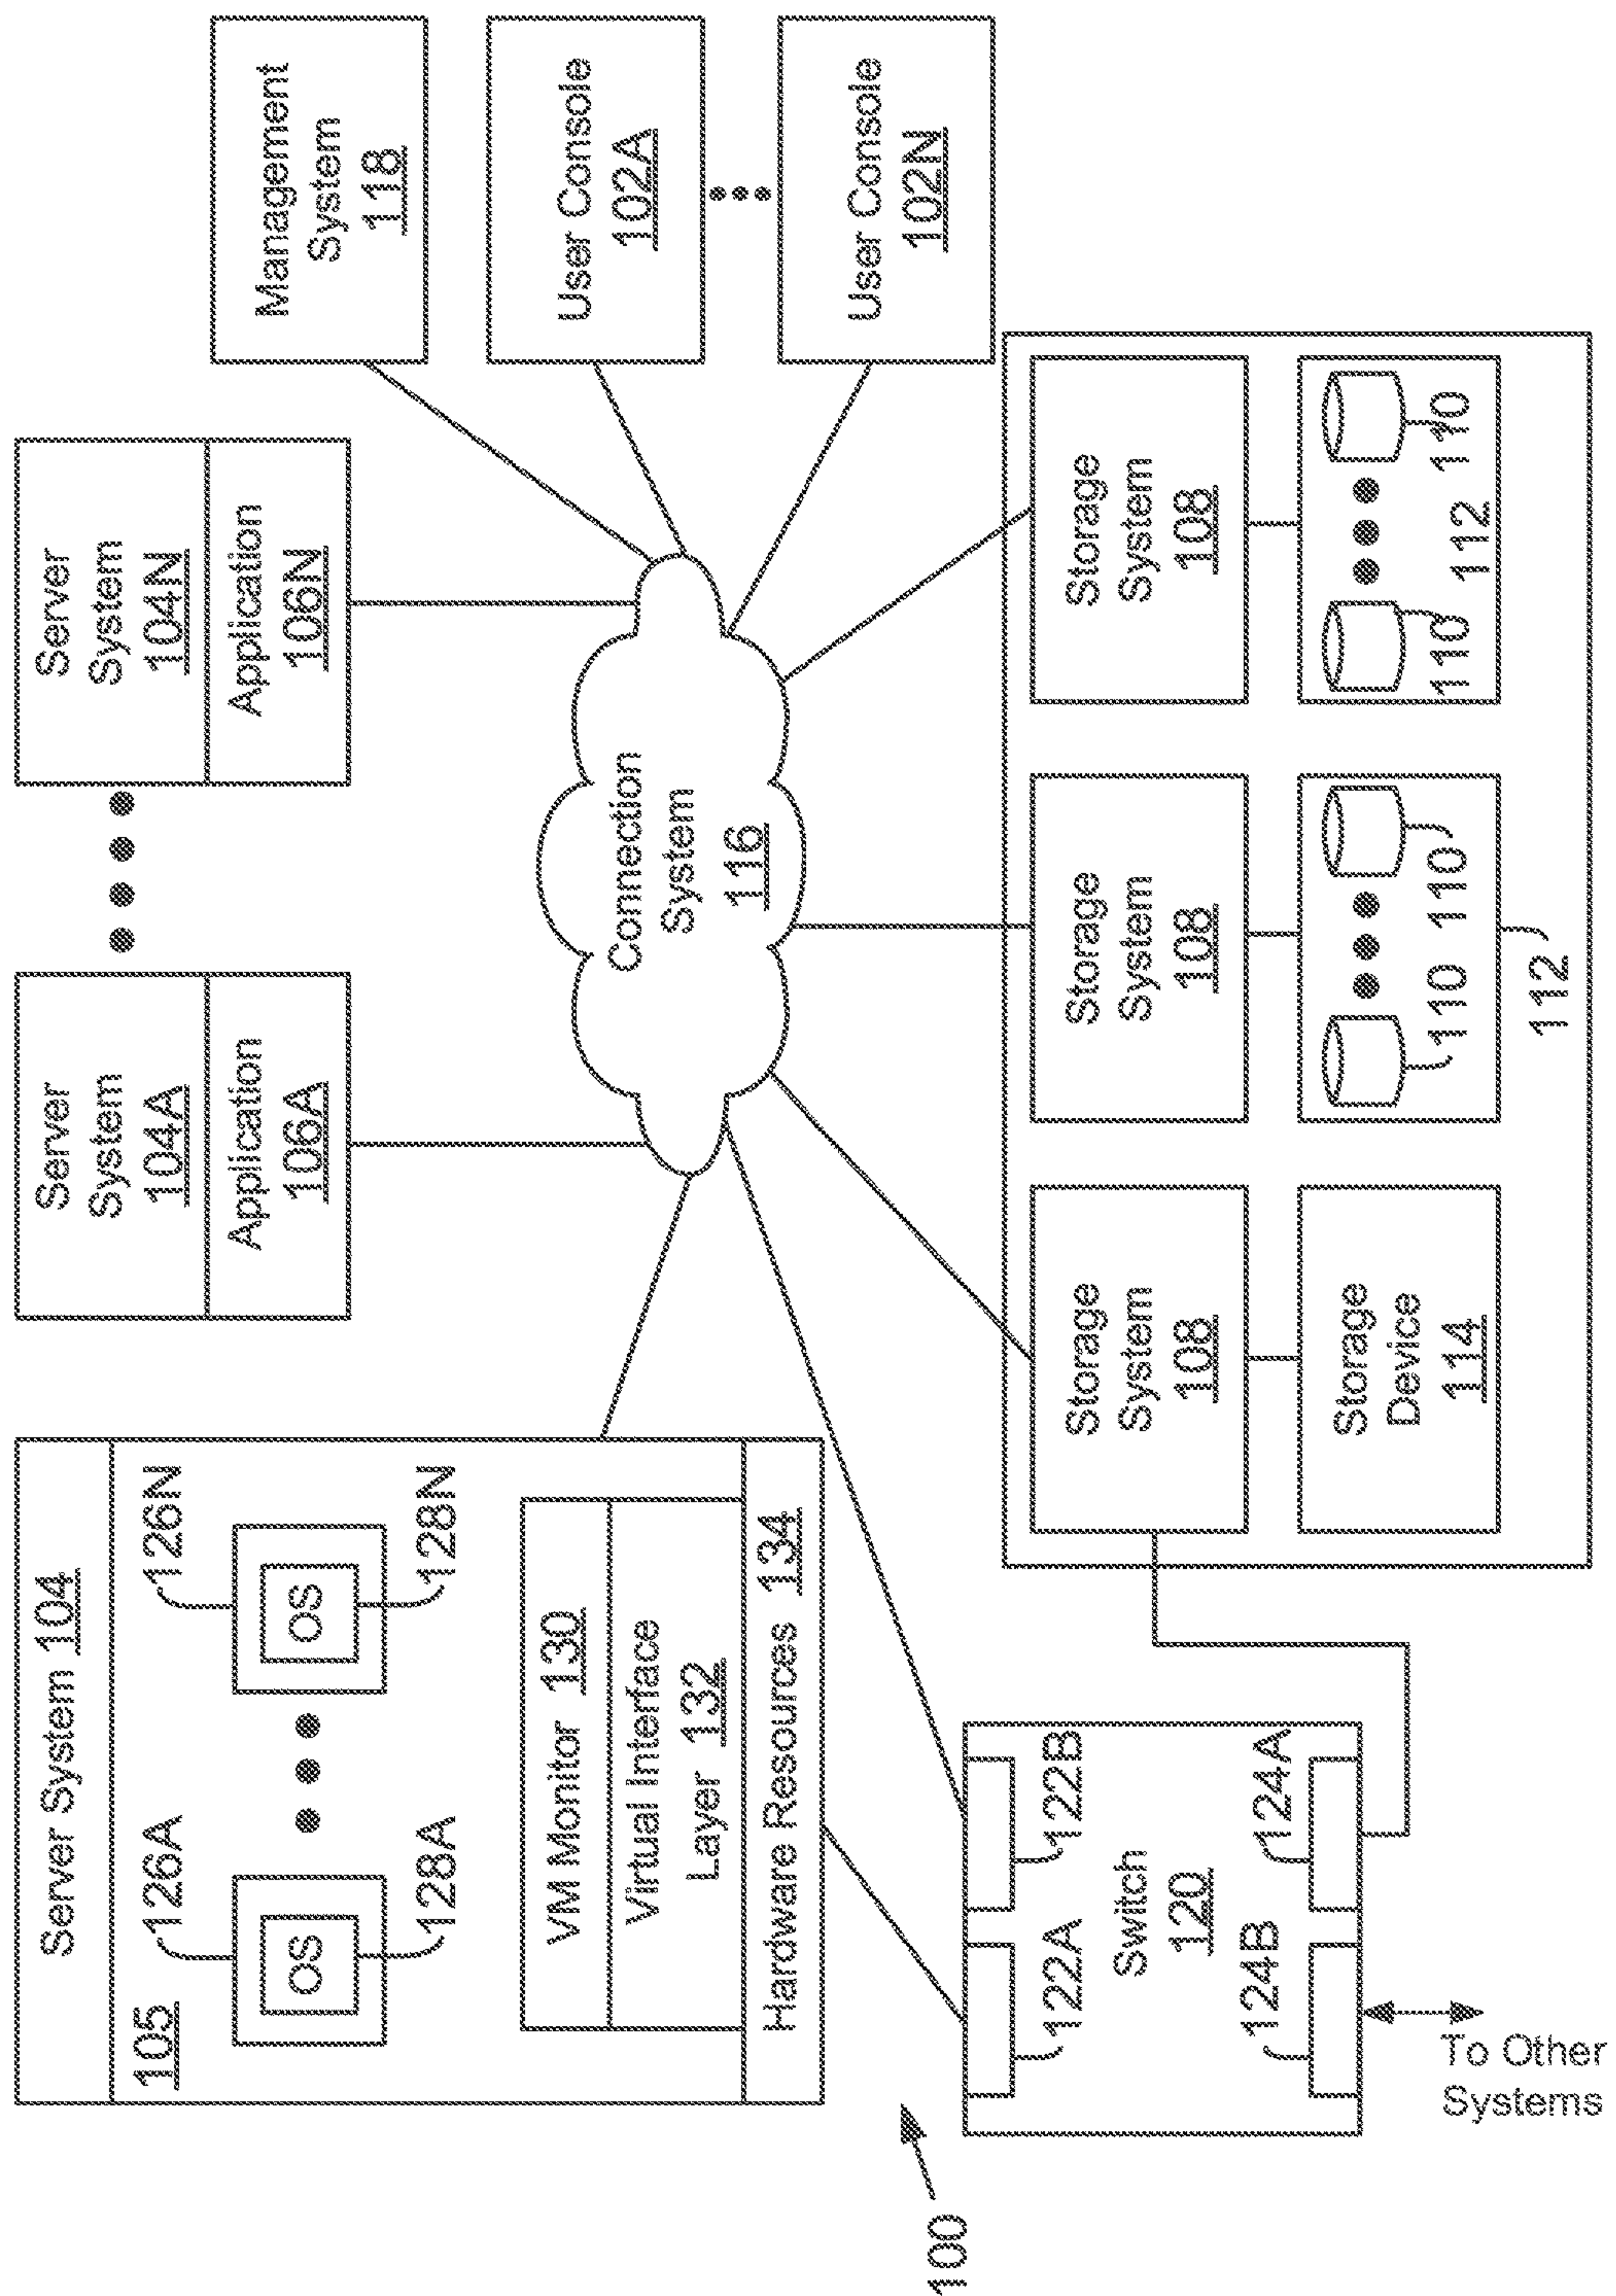 Server System 104
105
126A
126N
OS
OS
128A
128N
VM Monitor 130
Virtual Interface
Layer 132
Hardware Resources 134
Server
System
104A
Application
106A
Server
System
104N
Application
106N
Management
System
118
User Console
102A
User Console
102N
Connection
System
116
100
122A
122B
Switch
120
124B
124A
To Other
Systems
Storage
System
108
Storage
Device
114
Storage
System
108
110
110
112
Storage
System
108
110
110
112